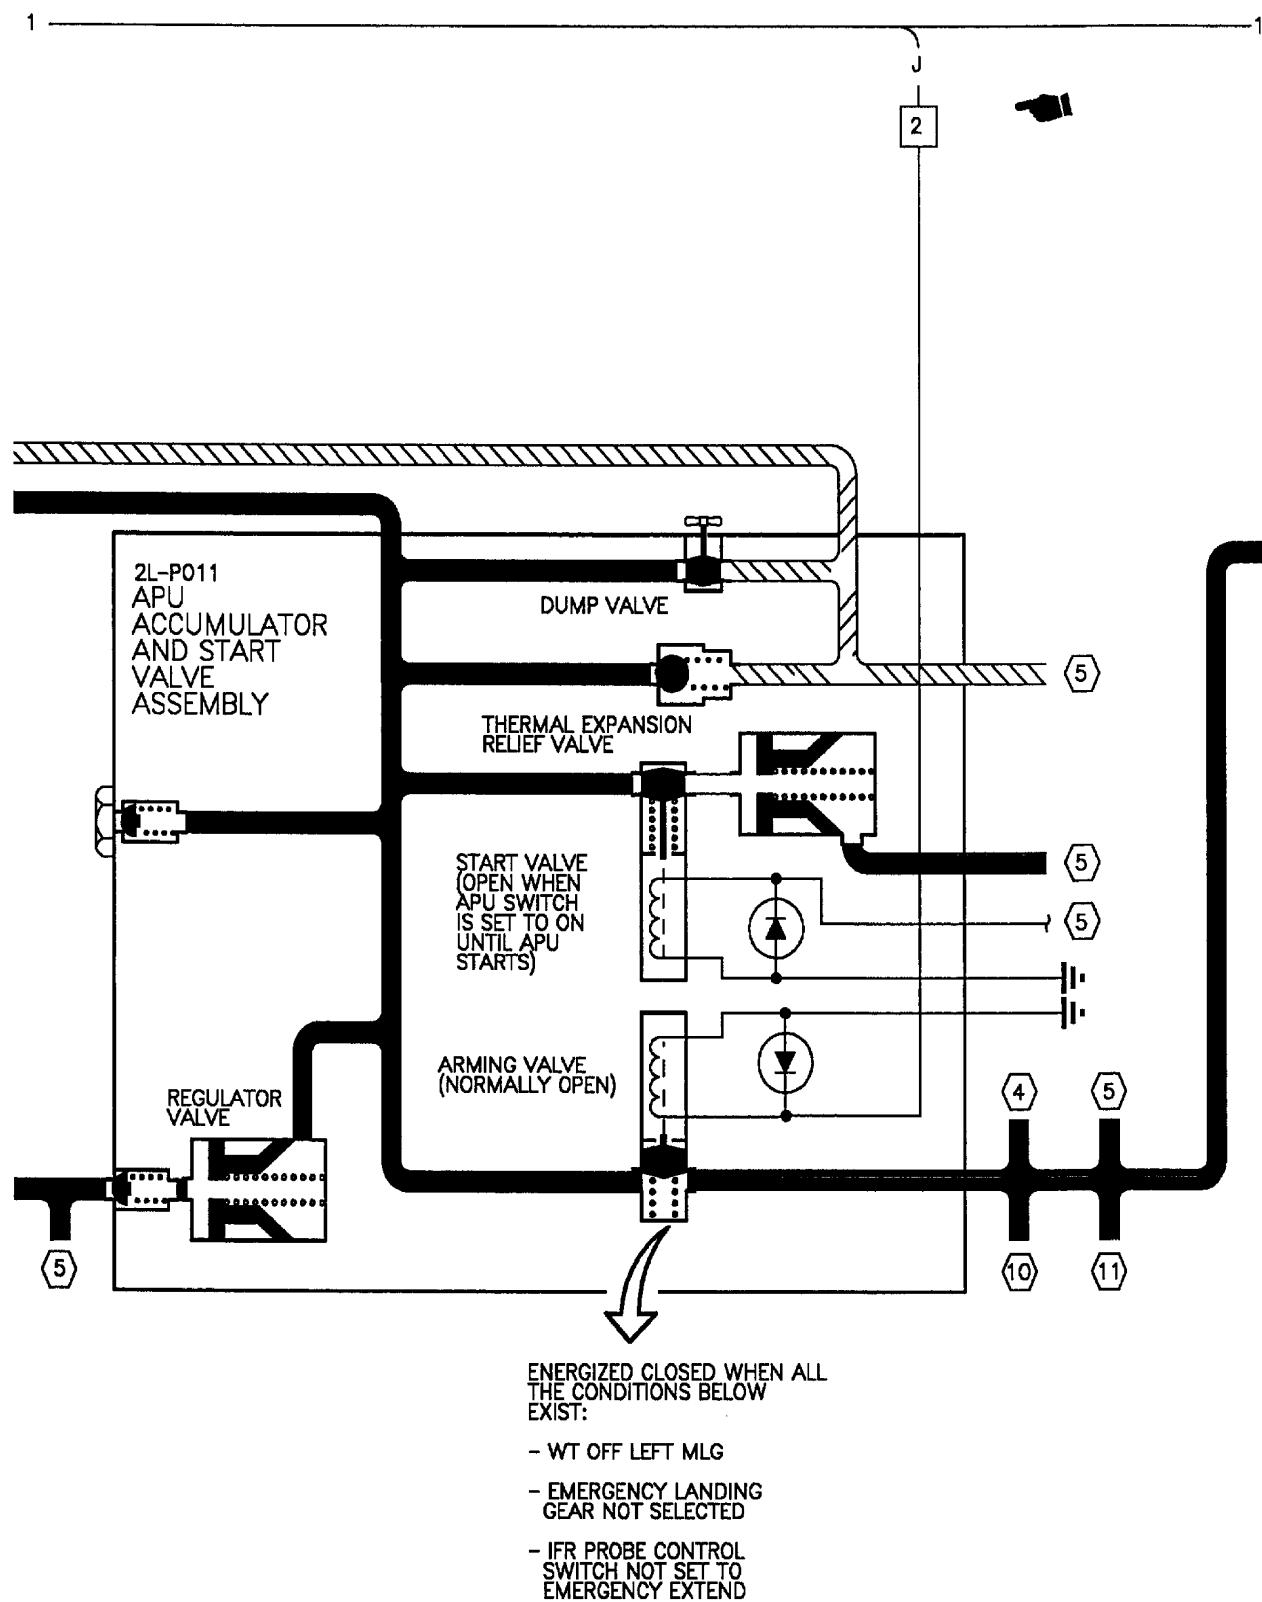 1
1
J
2
2L-P011
APU
ACCUMULATOR
AND START
VALVE
ASSEMBLY
DUMP VALVE
5
THERMAL EXPANSION
RELIEF VALVE
START VALVE
(OPEN WHEN
APU SWITCH
IS SET TO ON
UNTIL APU
STARTS)
5
5
ARMING VALVE
(NORMALLY OPEN)
REGULATOR
VALVE
4
5
5
10
11
ENERGIZED CLOSED WHEN ALL
THE CONDITIONS BELOW
EXIST:
- WT OFF LEFT MLG
- EMERGENCY LANDING
GEAR NOT SELECTED
- IFR PROBE CONTROL
SWITCH NOT SET TO
EMERGENCY EXTEND